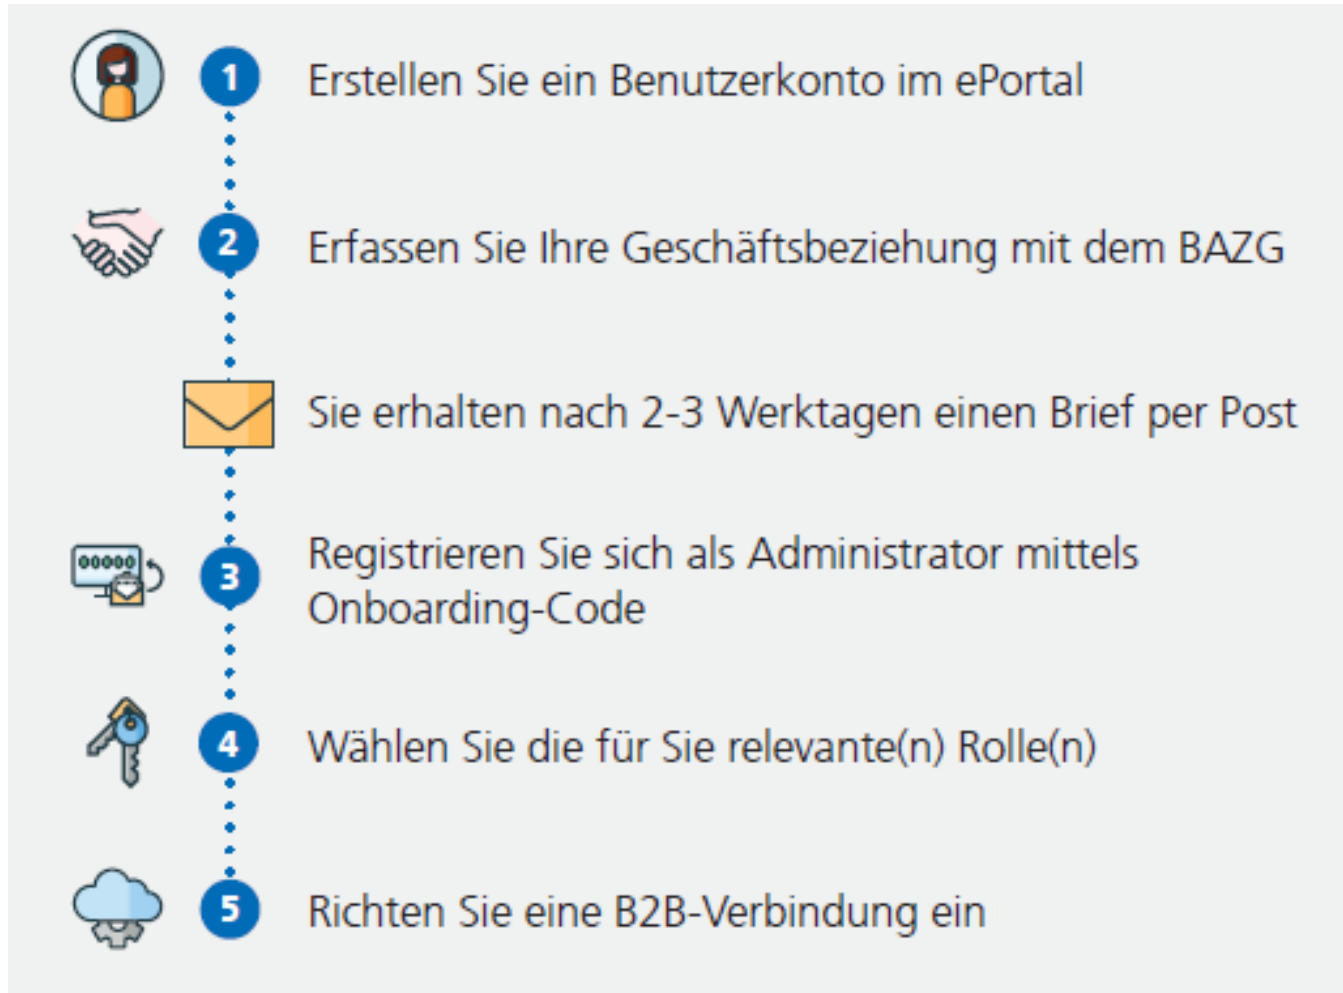 1 Erstellen Sie ein Benutzerkonto im ePortal
2 Erfassen Sie Ihre Geschäftsbeziehung mit dem BAZG
Sie erhalten nach 2-3 Werktagen einen Brief per Post
00000
3 Registrieren Sie sich als Administrator mittels
Onboarding-Code
4 Wählen Sie die für Sie relevante(n) Rolle(n)
5 Richten Sie eine B2B-Verbindung ein